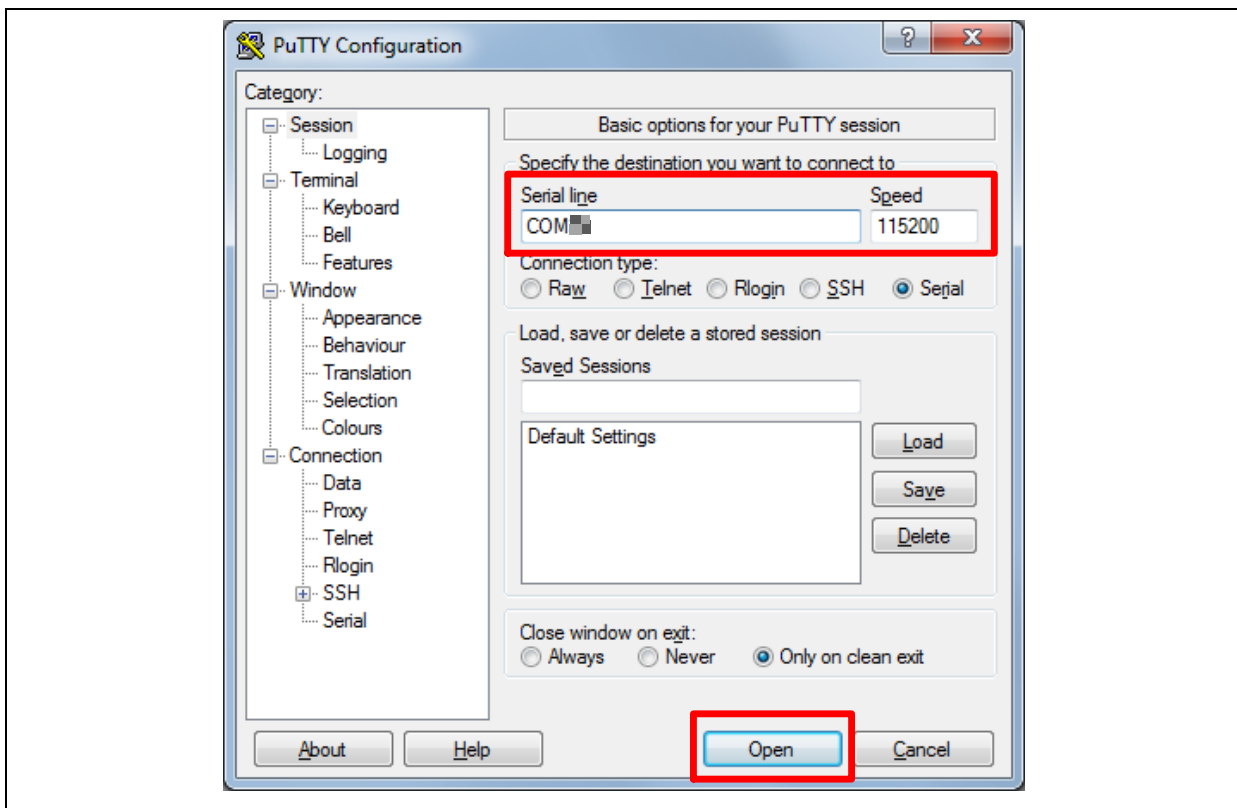 PuTTY Configuration
Category:
Session
Logging
Terminal
Keyboard
Bell
Features
Window
Appearance
Behaviour
Translation
Selection
Colours
Connection
Data
Proxy
Telnet
Rlogin
SSH
Serial
Basic options for your PuTTY session
Specify the destination you want to connect to
Serial line Speed
COM 115200
Connection type:
Raw Telnet Rlogin SSH Serial
Load, save or delete a stored session
Saved Sessions
Default Settings
Load
Save
Delete
Close window on exit:
Always Never Only on clean exit
About Help Open Cancel